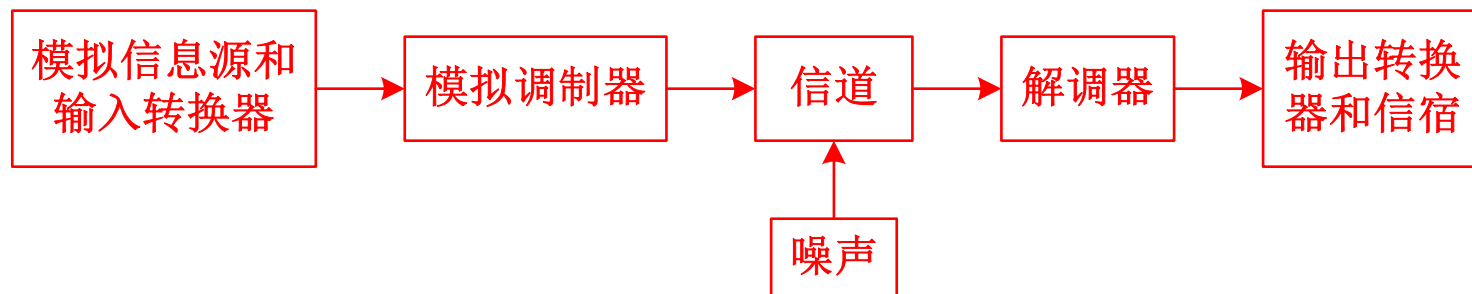 模拟信息源和
输入转换器
模拟调制器
信道
解调器
输出转换
器和信宿
噪声